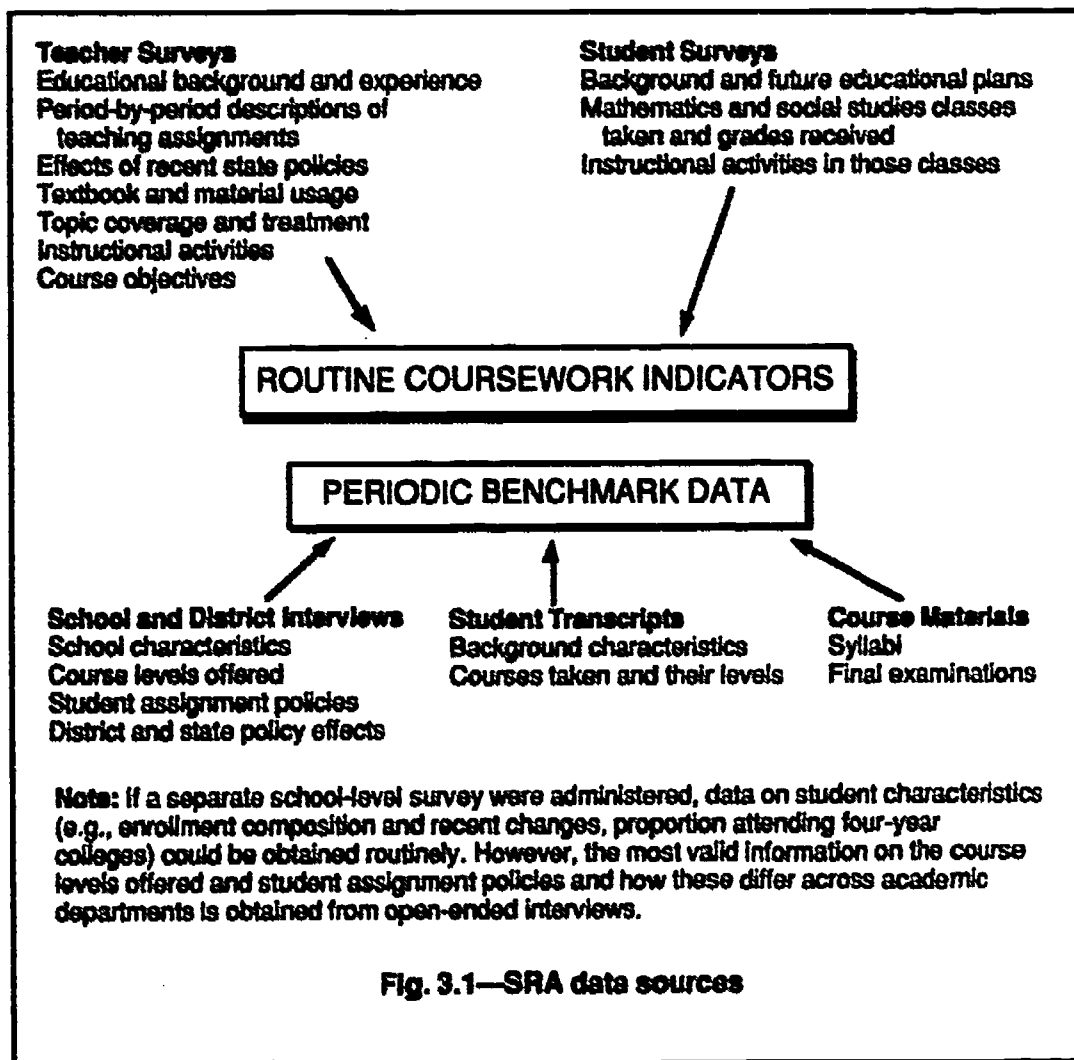 Teacher Surveys
Educational background and experience
Period-by-period descriptions of
teaching assignments
Effects of recent state policies
Textbook and material usage
Topic coverage and treatment
Instructional activities
Course objectives
Student Surveys
Background and future educational plans
Mathematics and social studies classes
taken and grades received
Instructional activities in those classes
ROUTINE COURSEWORK INDICATORS
PERIODIC BENCHMARK DATA
School and District Interviews
School characteristics
Course levels offered
Student assignment policies
District and state policy effects
Student Transcripts
Background characteristics
Courses taken and their levels
Course Materials
Syllabi
Final examinations
Note: If a separate school-level survey were administered, data on student characteristics
(e.g., enrollment composition and recent changes, proportion attending four-year
colleges) could be obtained routinely. However, the most valid information on the course
levels offered and student assignment policies and how these differ across academic
departments is obtained from open-ended interviews.
Fig. 3.1—SRA data sources